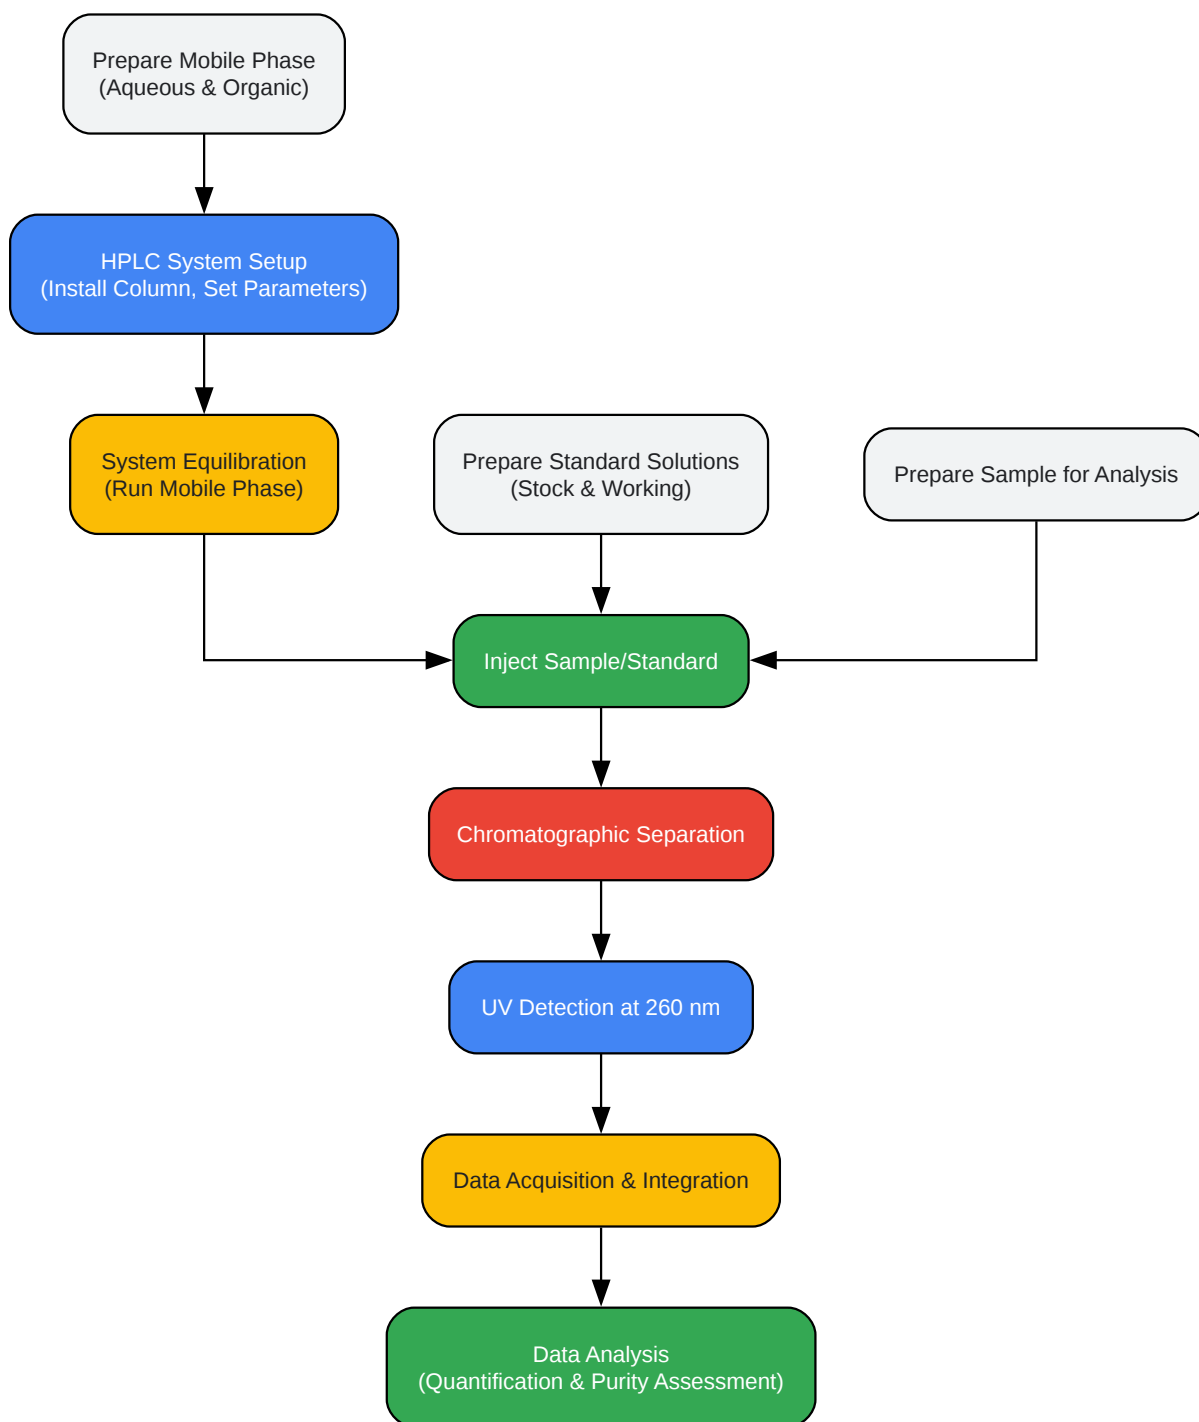 Prepare Mobile Phase
(Aqueous & Organic)
HPLC System Setup
(Install Column, Set Parameters)
System Equilibration
(Run Mobile Phase)
Prepare Standard Solutions
(Stock & Working)
Prepare Sample for Analysis
Inject Sample/Standard
Chromatographic Separation
UV Detection at 260 nm
Data Acquisition & Integration
Data Analysis
(Quantification & Purity Assessment)